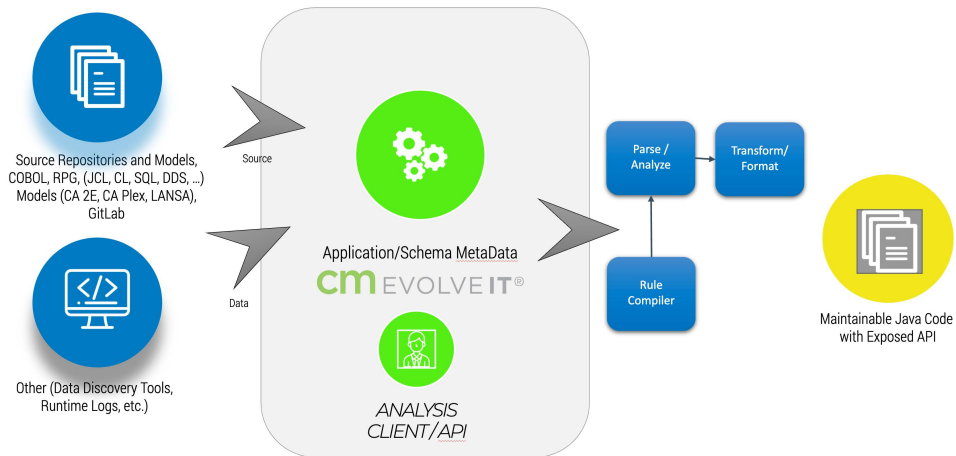 Source Repositories and Models,
COBOL, RPG, (JCL, CL, SQL, DDS, ...)
Models (CA 2E, CA Plex, LANSA),
GitLab
Source
</>
Other (Data Discovery Tools,
Runtime Logs, etc.)
Data
Application/Schema MetaData
cm EVOLVEIT®
ANALYSIS
CLIENT/API
Parse /
Analyze
Transform/
Format
Rule
Compiler
Maintainable Java Code
with Exposed API